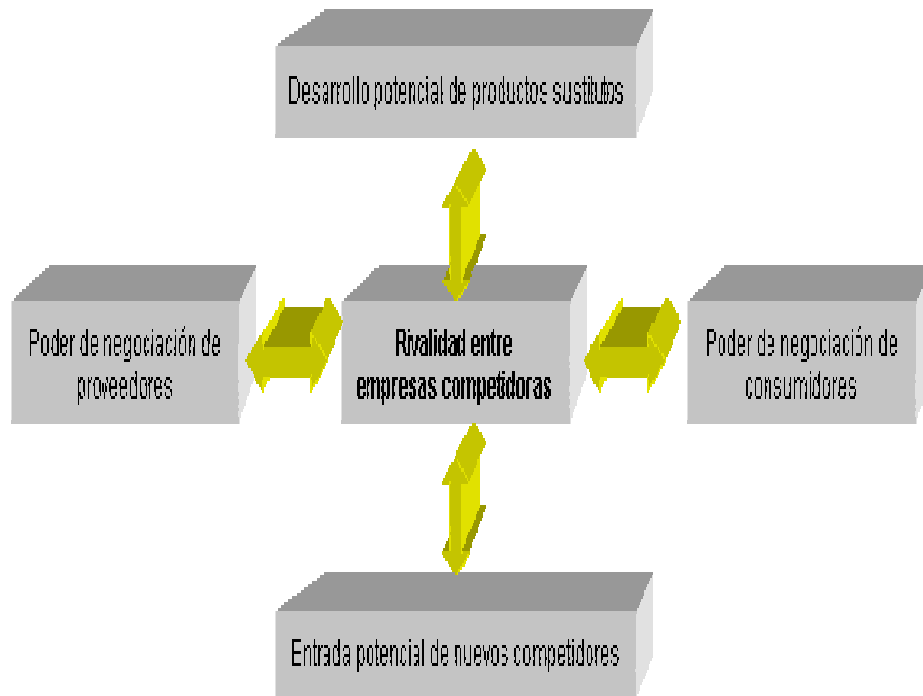 Desarrollo potencial de productos sustitutos
Poder de negociación de
proveedores
Rivalidad entre
empresas competidoras
Poder de negociación de
consumidores
Entrada potencial de nuevos competidores